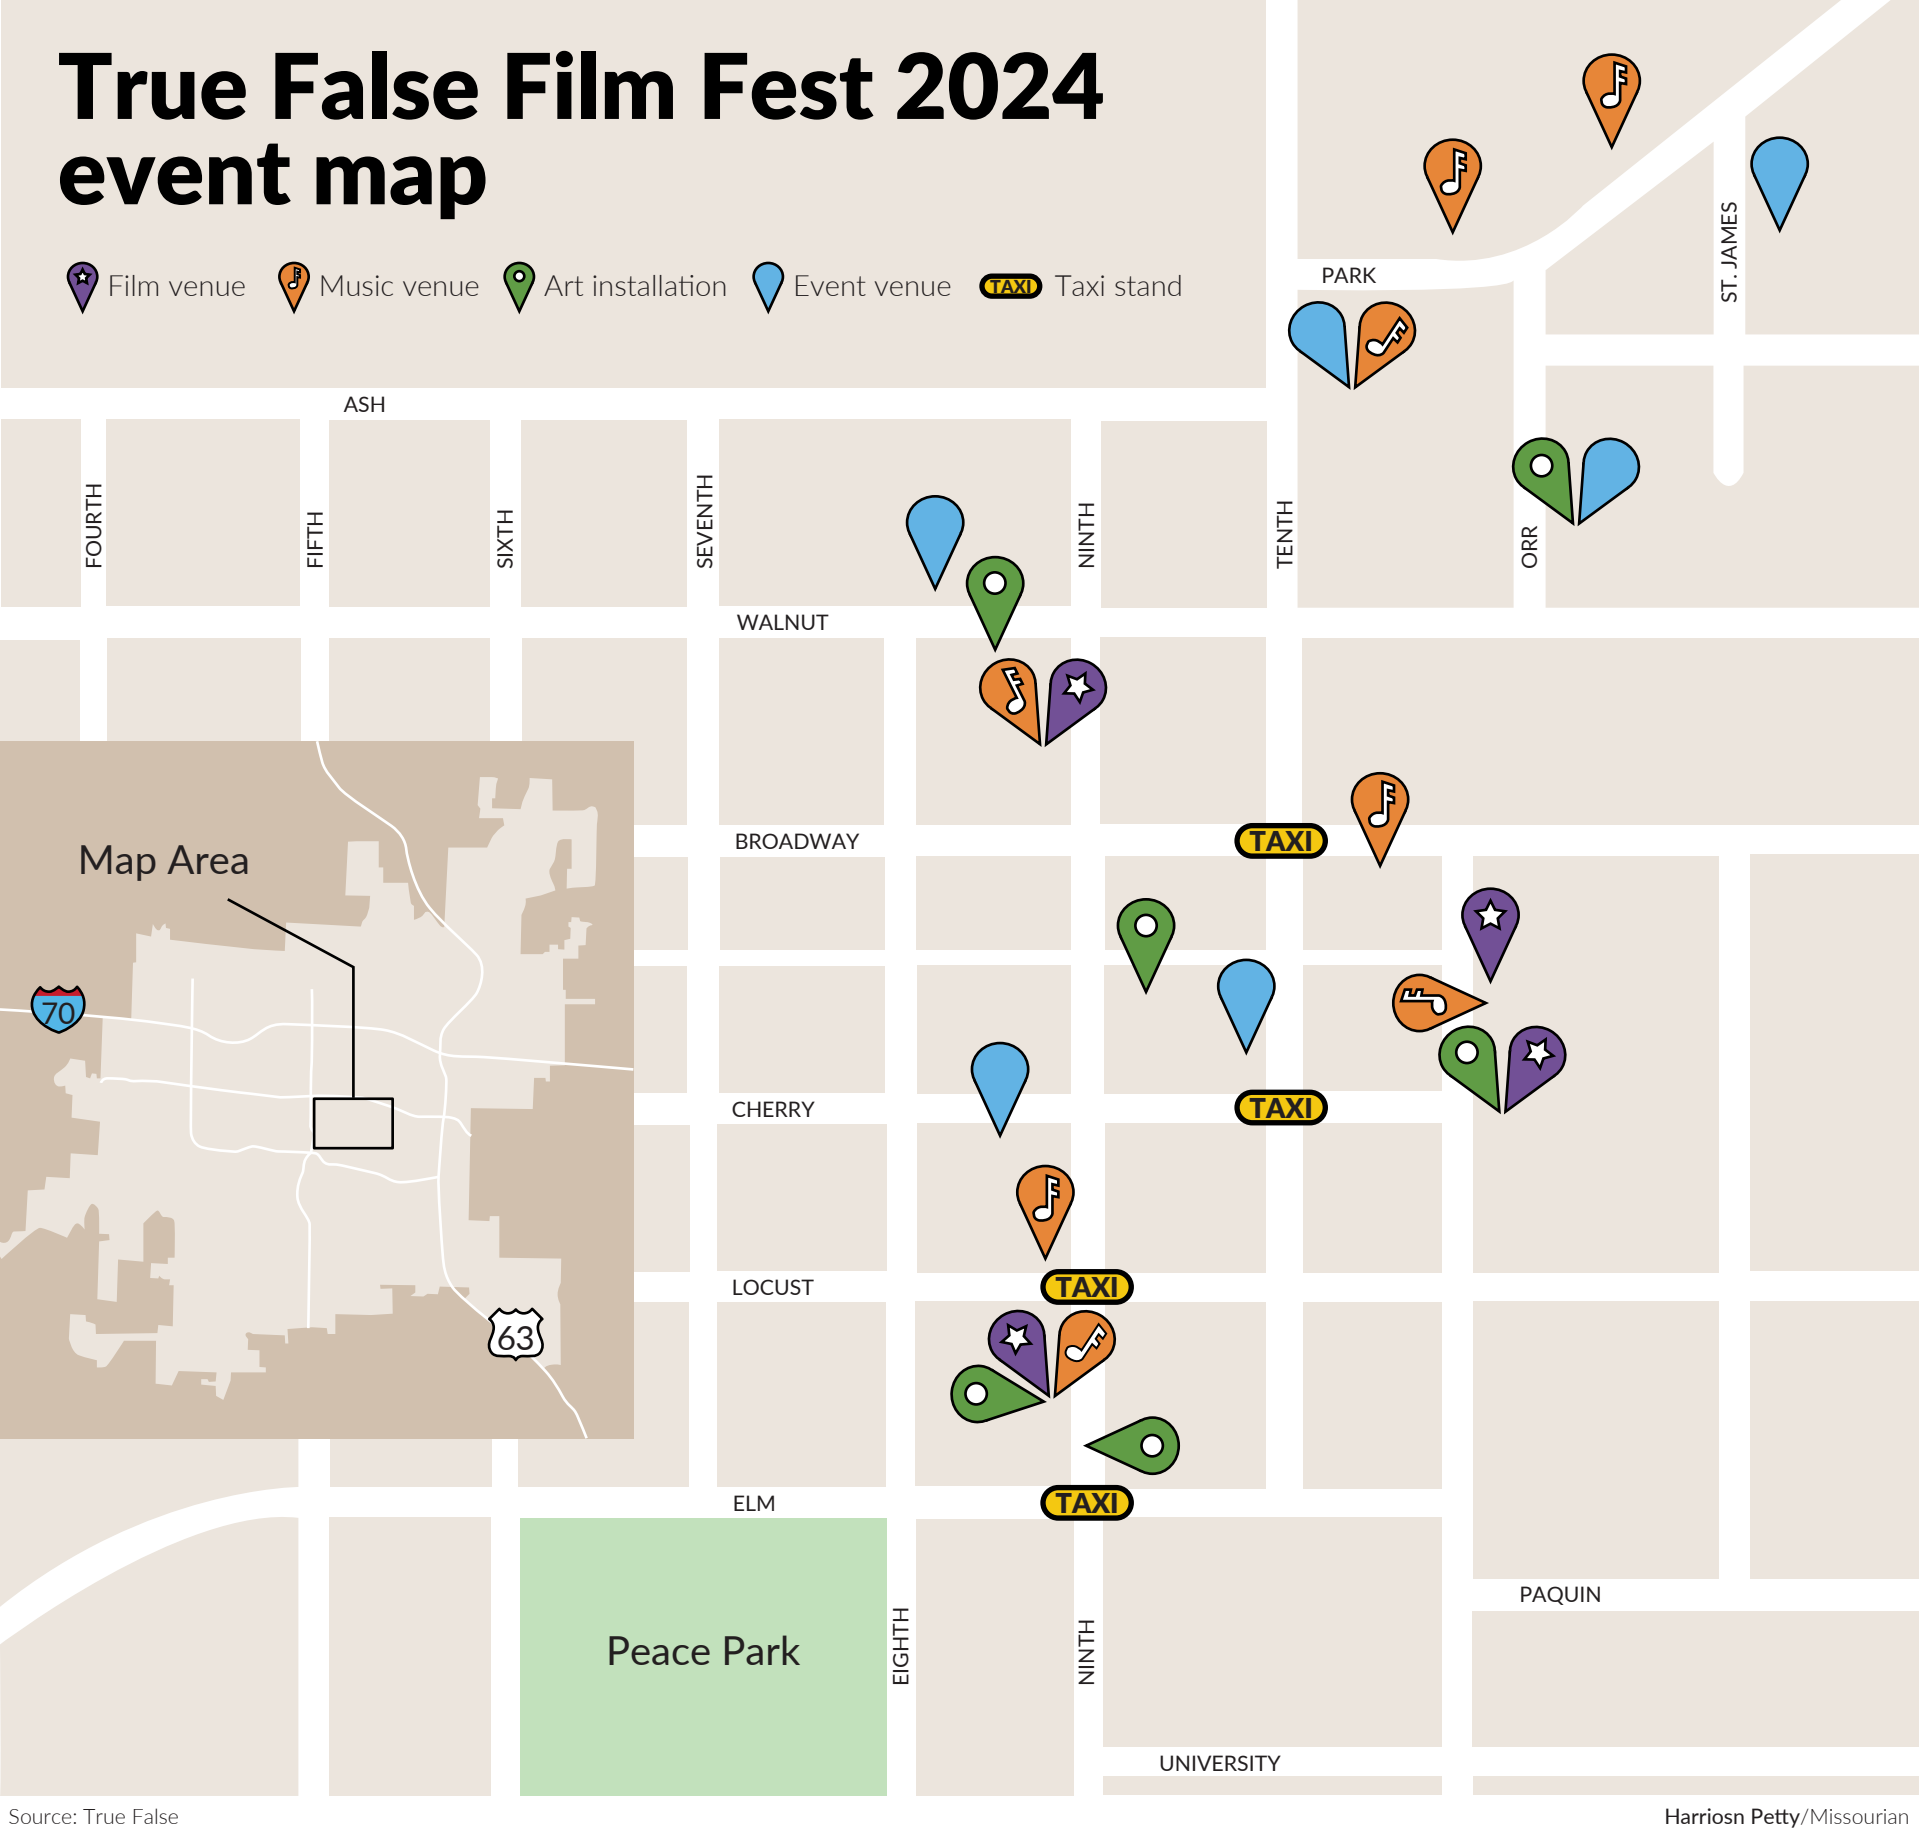 True False Film Fest 2024
event map
Film venue
Music venue
Art installation
Event venue
TAXI
Taxi stand
PARK
ST. JAMES
ASH
FOURTH
FIFTH
SIXTH
SEVENTH
NINTH
TENTH
ORR
WALNUT
BROADWAY
TAXI
Map Area
70
CHERRY
TAXI
LOCUST
TAXI
63
ELM
TAXI
PAQUIN
Peace Park
EIGHTH
NINTH
UNIVERSITY
Source: True False
Harriosn Petty/Missourian